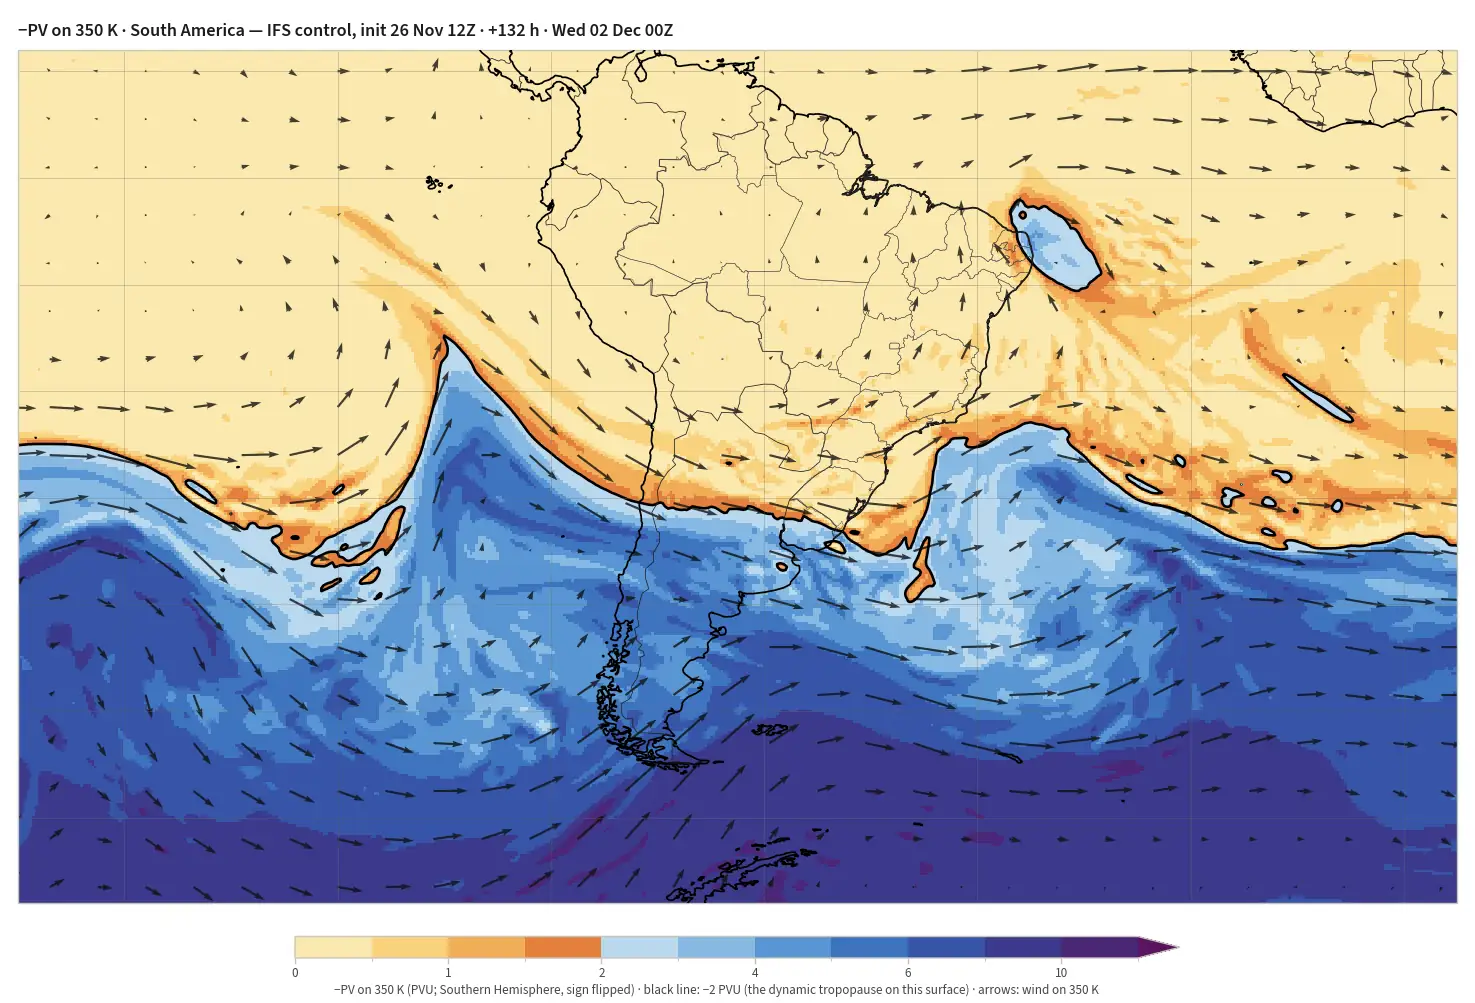 −PV on 350 K · South America — IFS control, init 26 Nov 12Z · +132 h · Wed 02 Dec 00Z
0 1 2 4 6 10
−PV on 350 K (PVU; Southern Hemisphere, sign flipped) · black line: −2 PVU (the dynamic tropopause on this surface) · arrows: wind on 350 K